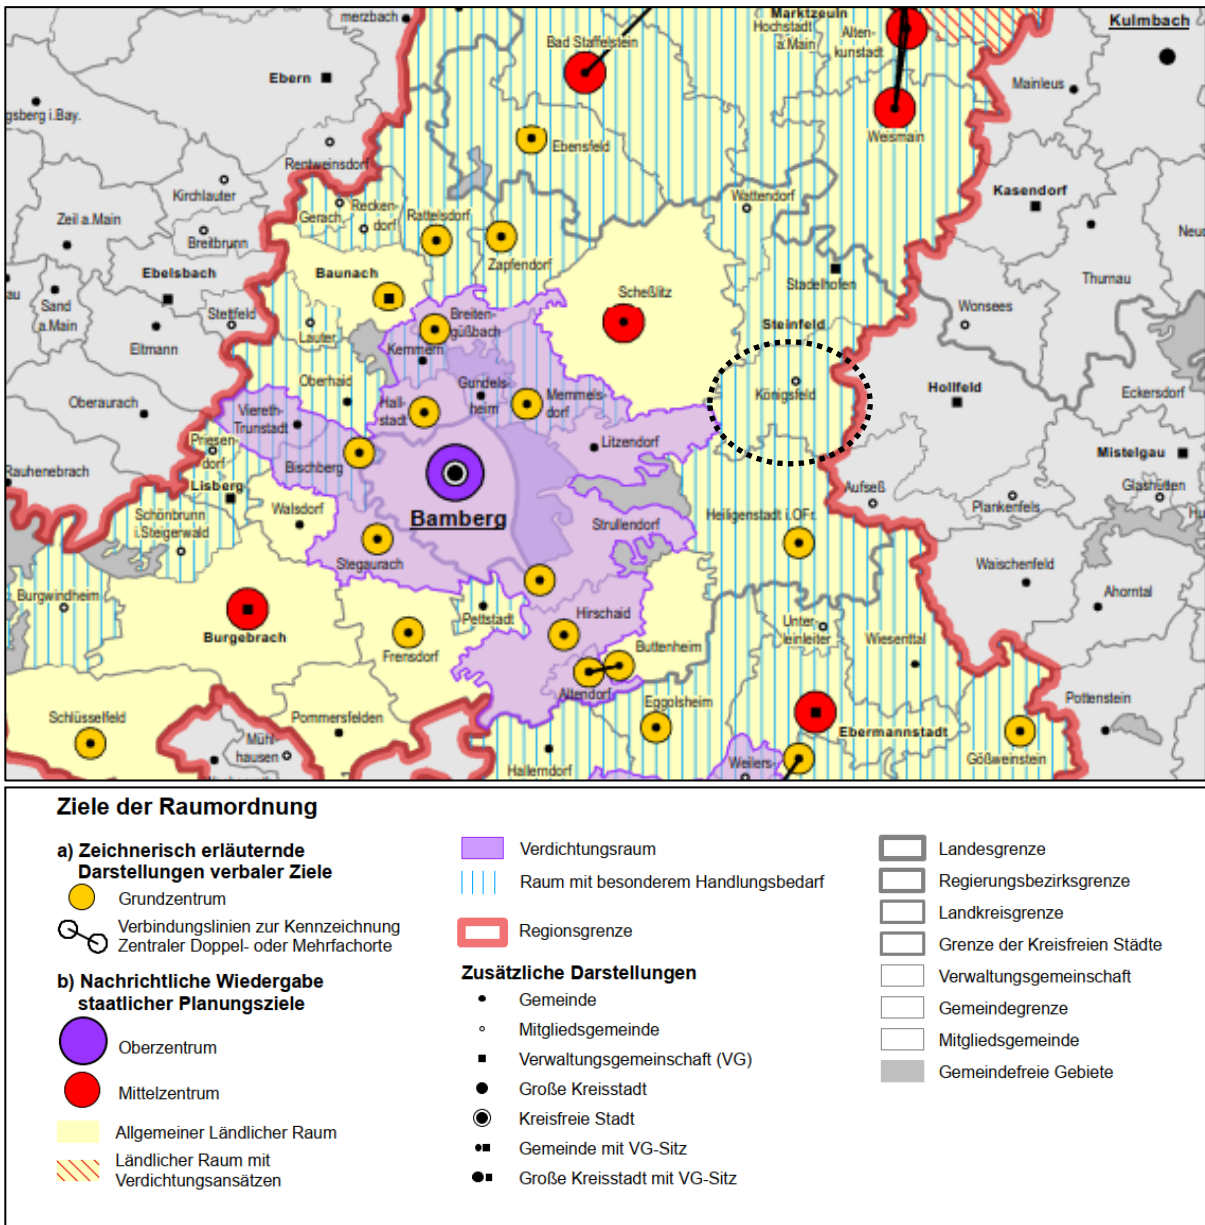 merzbach
Ebern
gsberg i.Bay.
Rentweinsdorf
Kirchlauter
Zeil a.Main
Breitbrunn
Ebelsbach
Sand
a.Main
Stettfeld
Eltmann
Oberaurach
Rauhenebrach
au
Bad Staffelstein
Marktzeuln
Hochstadt
a.Main
Alten-
kunstadt
Kulmbach
Mainleus
Weismain
Ebensfeld
Kasendorf
Neuc
Thurnau
Wattendorf
Gerach
Recken-
dorf
Rattelsdorf
Zapfendorf
Baunach
Scheßlitz
Stadelhofen
Wonsees
Breiten-
güßbach
Lauter
Kemmern
Steinfeld
Oberhaid
Gundels-
heim
Memmels-
dorf
Königsfeld
Hollfeld
Eckersdorf
Hall-
stadt
Viereth-
Trunstadt
Litzendorf
Priesen-
dorf
Bischberg
Mistelgau
Lisberg
Aufseß
Glashütten
Plankenfels
Hu
Walsdorf
Bamberg
Schönbrunn
i.Steigerwald
Strullendorf
Heiligenstadt i.OFr.
Stegaurach
Waischenfeld
Ahorntal
Burgwindheim
Pettstadt
Hirschaid
Unter
leinleiter
Wiesenttal
Burgebrach
Frensdorf
Buttenheim
Altendorf
Eggolsheim
Pottenstein
Schlüsselfeld
Pommersfelden
Ebermannstadt
Mühl-
hausen
Hallerndorf
Weilers-
Gößweinstein
Ziele der Raumordnung
a) Zeichnerisch erläuternde
Darstellungen verbaler Ziele
Grundzentrum
Verbindungslinien zur Kennzeichnung
Zentraler Doppel- oder Mehrfachorte
b) Nachrichtliche Wiedergabe
staatlicher Planungsziele
Oberzentrum
Mittelzentrum
Allgemeiner Ländlicher Raum
Ländlicher Raum mit
Verdichtungsansätzen
Verdichtungsraum
Raum mit besonderem Handlungsbedarf
Regionsgrenze
Zusätzliche Darstellungen
Gemeinde
Mitgliedsgemeinde
Verwaltungsgemeinschaft (VG)
Große Kreisstadt
Kreisfreie Stadt
Gemeinde mit VG-Sitz
Große Kreisstadt mit VG-Sitz
Landesgrenze
Regierungsbezirksgrenze
Landkreisgrenze
Grenze der Kreisfreien Städte
Verwaltungsgemeinschaft
Gemeindegrenze
Mitgliedsgemeinde
Gemeindefreie Gebiete